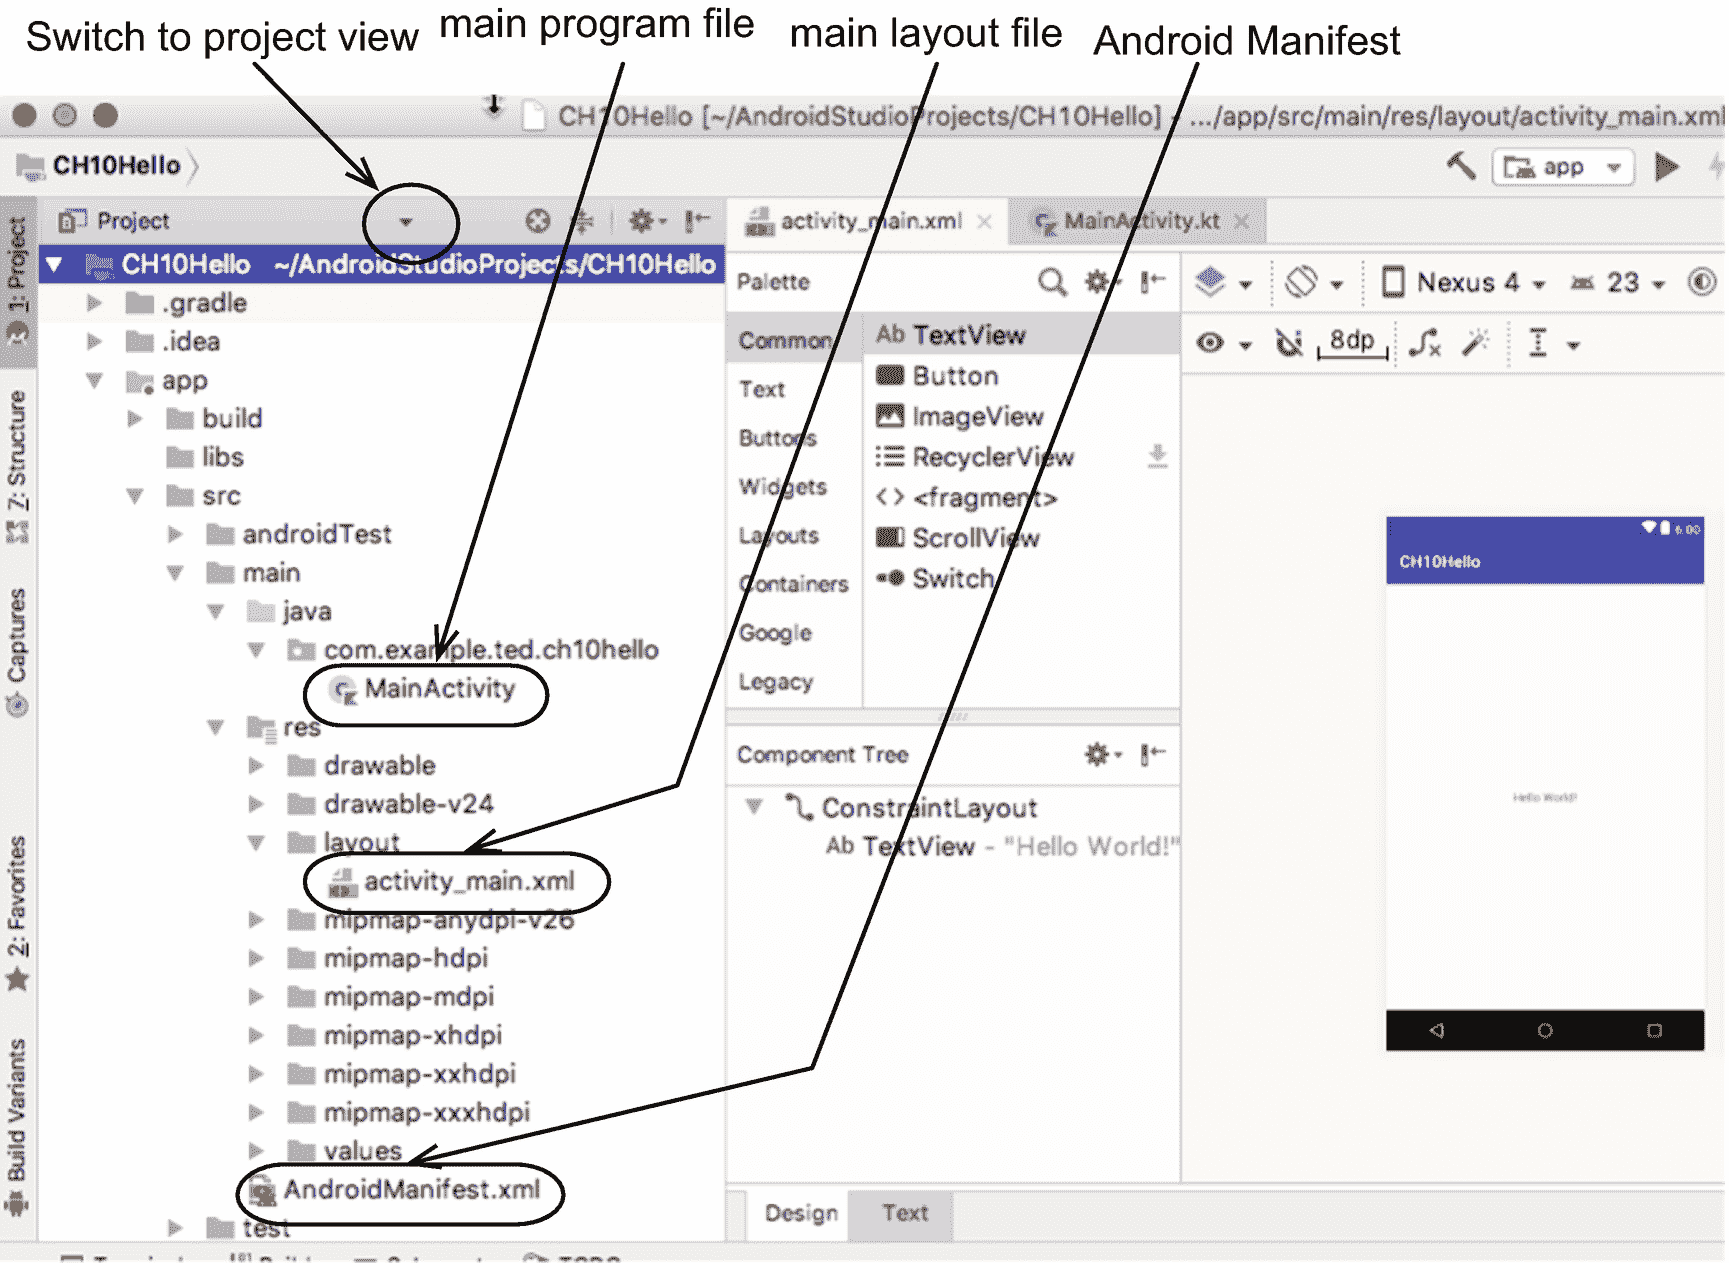 Switch to project view
main program file
main layout file
Android Manifest
CH10Hello [~/AndroidStudioProjects/CH10Hello] - .../app/src/main/res/layout/activity_main.xml
CH10Hello
app
1: Project
7: Structure
Captures
2: Favorites
Build Variants
Project
CH10Hello ~/AndroidStudioProjects/CH10Hello
.gradle
.idea
app
build
libs
src
androidTest
main
java
com.example.ted.ch10hello
MainActivity
res
drawable
drawable-v24
layout
activity_main.xml
mipmap-anydpi-v26
mipmap-hdpi
mipmap-mdpi
mipmap-xhdpi
mipmap-xxhdpi
mipmap-xxxhdpi
values
AndroidManifest.xml
test
activity_main.xml
MainActivity.kt
Palette
Common
Text
Buttons
Widgets
Layouts
Containers
Google
Legacy
Ab TextView
Button
ImageView
RecyclerView
<fragment>
ScrollView
Switch
Component Tree
ConstraintLayout
Ab TextView - "Hello World!"
Nexus 4
23
8dp
6:00
CH10Hello
Hello World!
Design
Text